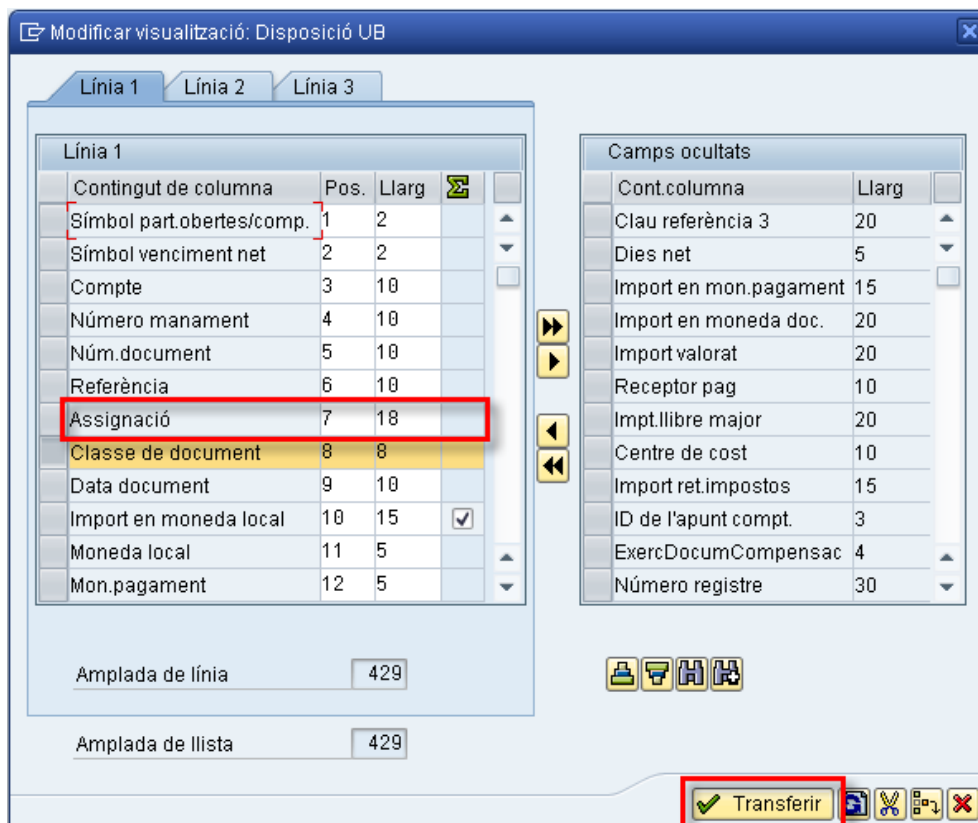 Modificar visualització: Disposició UB
Línia 1 Línia 2 Línia 3
Línia 1
Contingut de columna Pos. Llarg
Símbol part.obertes/comp. 1 2
Símbol venciment net 2 2
Compte 3 10
Número manament 4 10
Núm.document 5 10
Referència 6 10
Assignació 7 18
Classe de document 8 8
Data document 9 10
Import en moneda local 10 15
Moneda local 11 5
Mon.pagament 12 5
Amplada de línia 429
Amplada de llista 429
Camps ocultats
Cont.columna Llarg
Clau referència 3 20
Dies net 5
Import en mon.pagament 15
Import en moneda doc. 20
Import valorat 20
Receptor pag 10
Impt.llibre major 20
Centre de cost 10
Import ret.impostos 15
ID de l'apunt compt. 3
ExercDocumCompensac 4
Número registre 30
Transferir